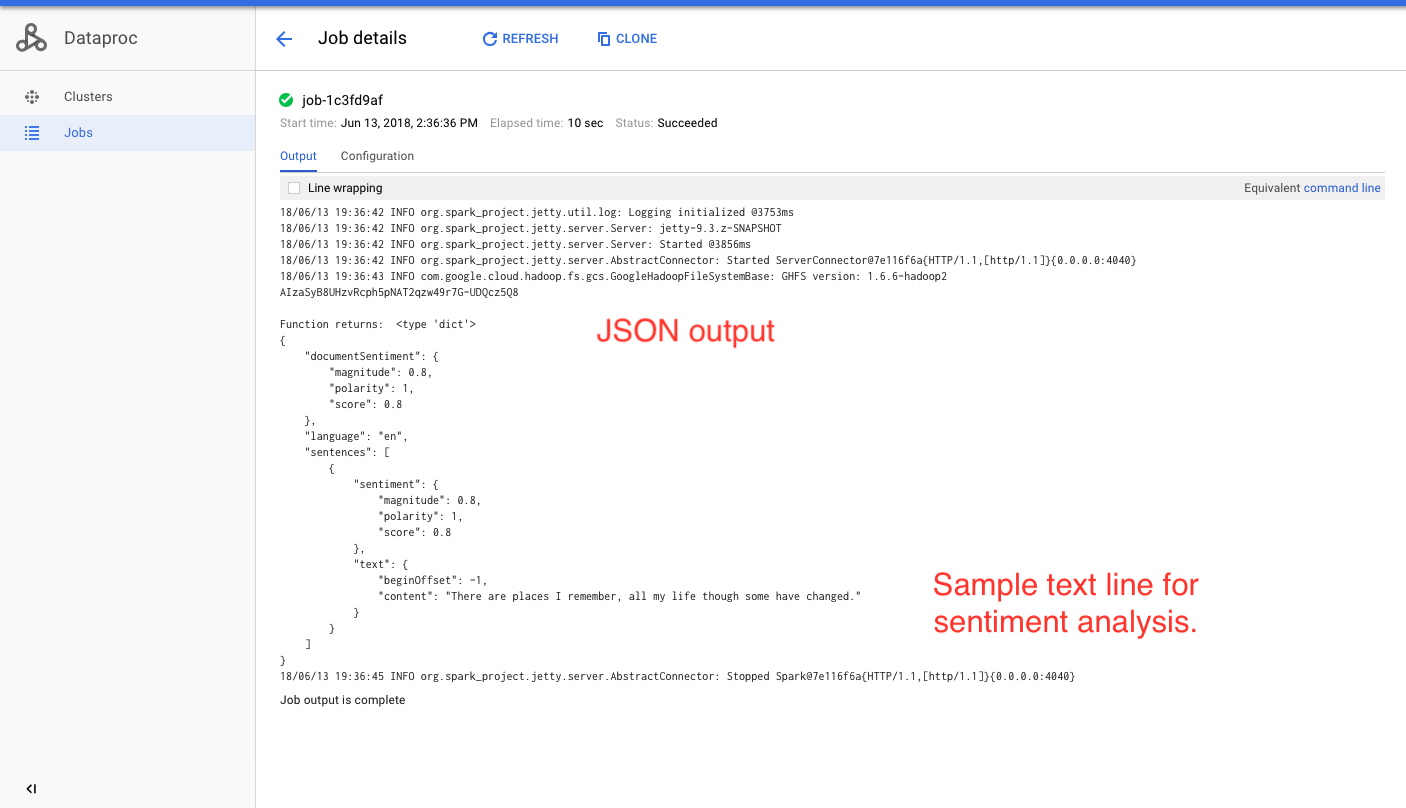 Dataproc
Job details
REFRESH
CLONE
Clusters
Jobs
job-1c3fd9af
Start time: Jun 13, 2018, 2:36:36 PM Elapsed time: 10 sec Status: Succeeded
Output
Configuration
Line wrapping
Equivalent command line
18/06/13 19:36:42 INFO org.spark_project.jetty.util.log: Logging initialized @3753ms
18/06/13 19:36:42 INFO org.spark_project.jetty.server.Server: jetty-9.3.z-SNAPSHOT
18/06/13 19:36:42 INFO org.spark_project.jetty.server.Server: Started @3856ms
18/06/13 19:36:42 INFO org.spark_project.jetty.server.AbstractConnector: Started ServerConnector@7e116f6a{HTTP/1.1,[http/1.1]}{0.0.0.0:4040}
18/06/13 19:36:43 INFO com.google.cloud.hadoop.fs.gcs.GoogleHadoopFileSystemBase: GHFS version: 1.6.6-hadoop2
AIzaSyB8UHzvRcph5pNAT2qzw49r7G-UDQcz5Q8
Function returns:  <type 'dict'>
JSON output
{
    "documentSentiment": {
        "magnitude": 0.8,
        "polarity": 1,
        "score": 0.8
    },
    "language": "en",
    "sentences": [
        {
            "sentiment": {
                "magnitude": 0.8,
                "polarity": 1,
                "score": 0.8
            },
            "text": {
                "beginOffset": -1,
                "content": "There are places I remember, all my life though some have changed."
            }
        }
    ]
}
Sample text line for
sentiment analysis.
18/06/13 19:36:45 INFO org.spark_project.jetty.server.AbstractConnector: Stopped Spark@7e116f6a{HTTP/1.1,[http/1.1]}{0.0.0.0:4040}
Job output is complete